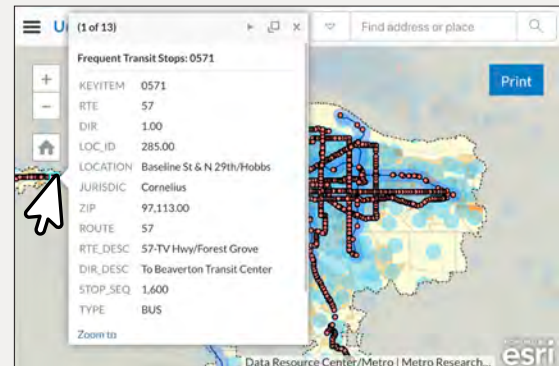 U
(1 of 13)
Find address or place
Frequent Transit Stops: 0571
KEYITEM 0571
RTE 57
DIR 1.00
LOC_ID 285.00
LOCATION Baseline St & N 29th/Hobbs
JURISDIC Cornelius
ZIP 97,113.00
ROUTE 57
RTE_DESC 57-TV Hwy/Forest Grove
DIR_DESC To Beaverton Transit Center
STOP_SEQ 1,600
TYPE BUS
Zoom to
Print
Data Resource Center/Metro | Metro Research...
esri